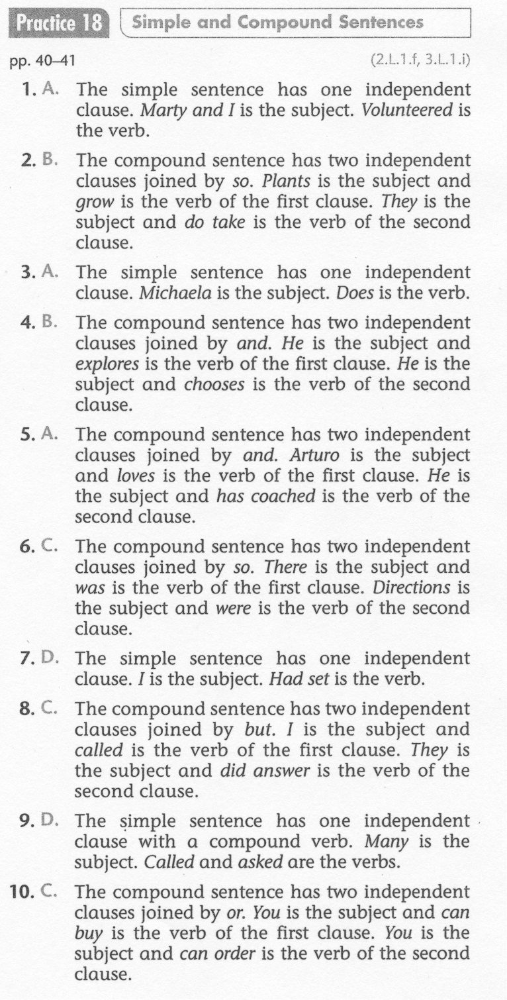 Practice 18 Simple and Compound Sentences
pp. 40–41 (2.L.1.f, 3.L.1.i)
1. A. The simple sentence has one independent
clause. Marty and I is the subject. Volunteered is
the verb.
2. B. The compound sentence has two independent
clauses joined by so. Plants is the subject and
grow is the verb of the first clause. They is the
subject and do take is the verb of the second
clause.
3. A. The simple sentence has one independent
clause. Michaela is the subject. Does is the verb.
4. B. The compound sentence has two independent
clauses joined by and. He is the subject and
explores is the verb of the first clause. He is the
subject and chooses is the verb of the second
clause.
5. A. The compound sentence has two independent
clauses joined by and. Arturo is the subject
and loves is the verb of the first clause. He is
the subject and has coached is the verb of the
second clause.
6. C. The compound sentence has two independent
clauses joined by so. There is the subject and
was is the verb of the first clause. Directions is
the subject and were is the verb of the second
clause.
7. D. The simple sentence has one independent
clause. I is the subject. Had set is the verb.
8. C. The compound sentence has two independent
clauses joined by but. I is the subject and
called is the verb of the first clause. They is
the subject and did answer is the verb of the
second clause.
9. D. The simple sentence has one independent
clause with a compound verb. Many is the
subject. Called and asked are the verbs.
10. C. The compound sentence has two independent
clauses joined by or. You is the subject and can
buy is the verb of the first clause. You is the
subject and can order is the verb of the second
clause.